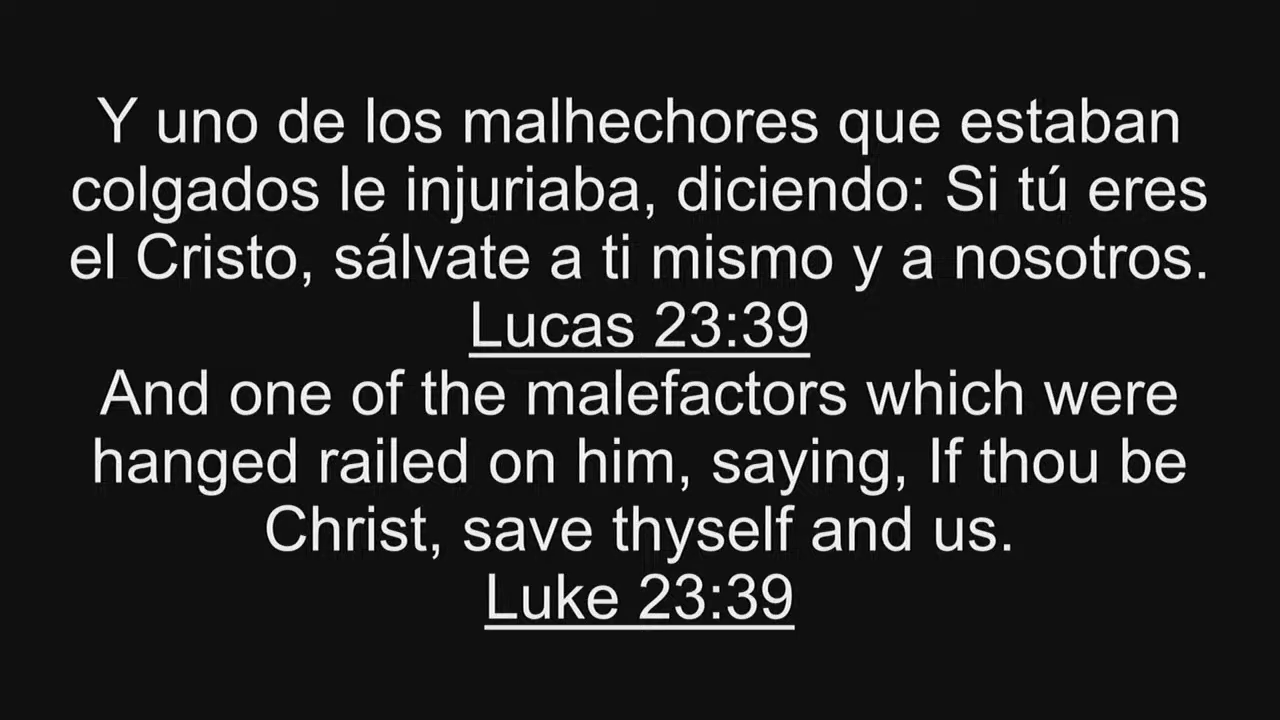 Y uno de los malhechores que estaban
colgados le injuriaba, diciendo: Si tú eres
el Cristo, sálvate a ti mismo y a nosotros.
Lucas 23:39
And one of the malefactors which were
hanged railed on him, saying, If thou be
Christ, save thyself and us.
Luke 23:39